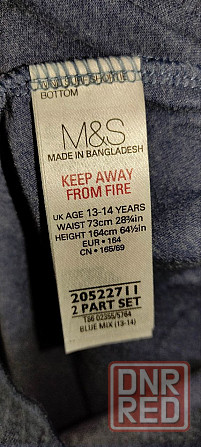 BOTTOM
M&S
MADE IN BANGLADESH
KEEP AWAY
FROM FIRE
UK AGE 13-14 YEARS
WAIST 73cm 28¾in
HEIGHT 164cm 64½in
EUR • 164
CN • 165/69
20522711
2 PART SET
T86 02355/5764
BLUE MIX (13-14)
DNR
RED